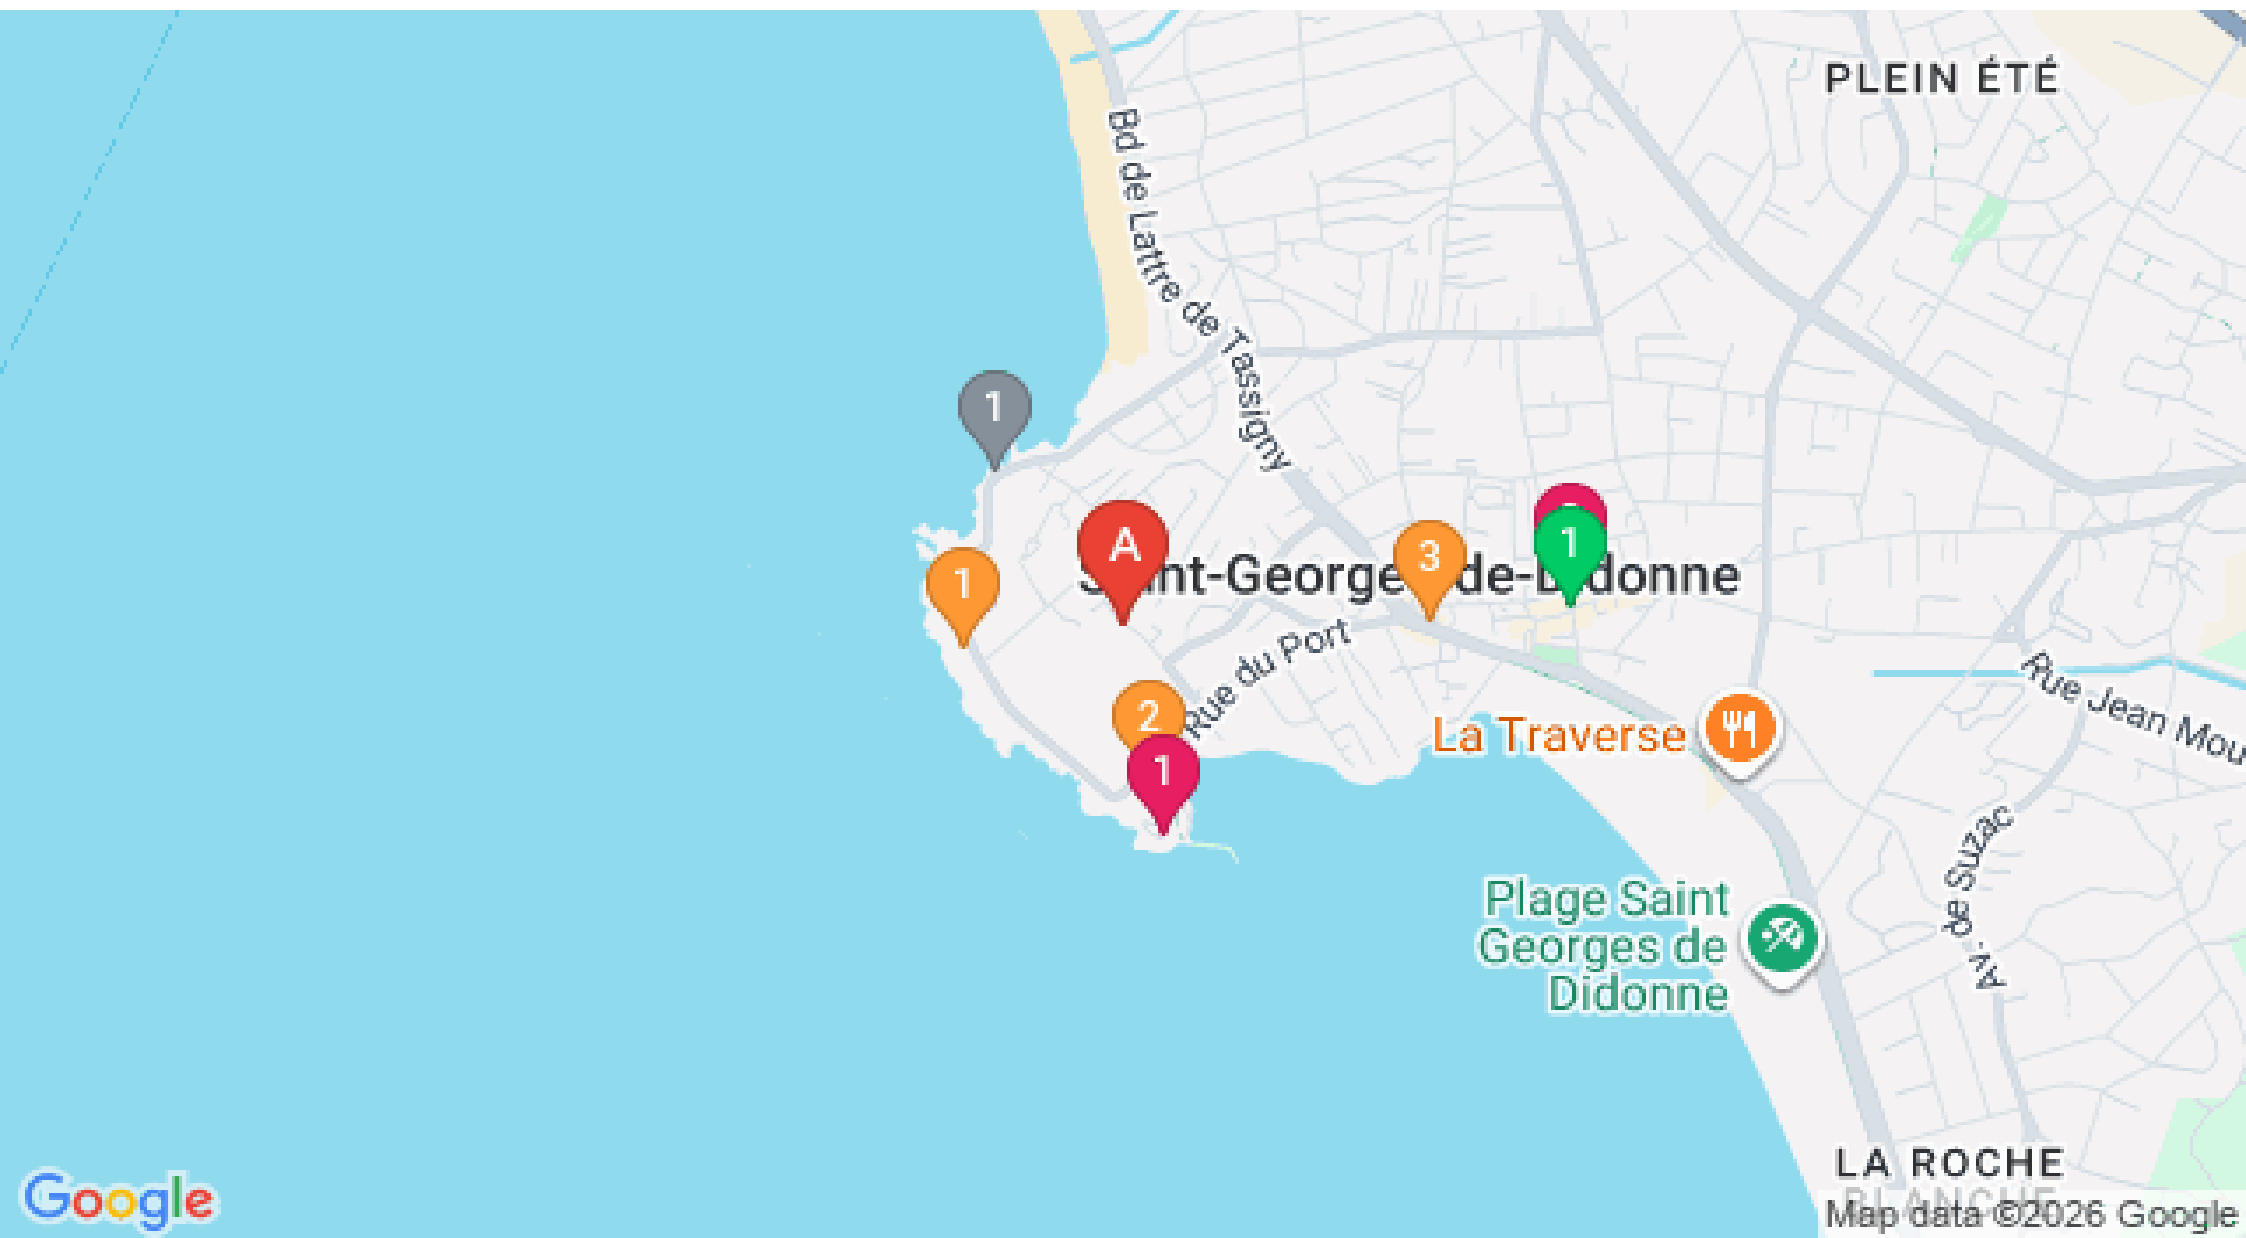 PLEIN ÉTÉ
Bd de Lattre de Tassigny
1
A
1
3
1
Saint-Georges-de-Didonne
Rue du Port
2
1
La Traverse
Rue Jean Mou
Av. de Suzac
Plage Saint
Georges de
Didonne
LA ROCHE
BLANCHE
Google
Map data ©2026 Google